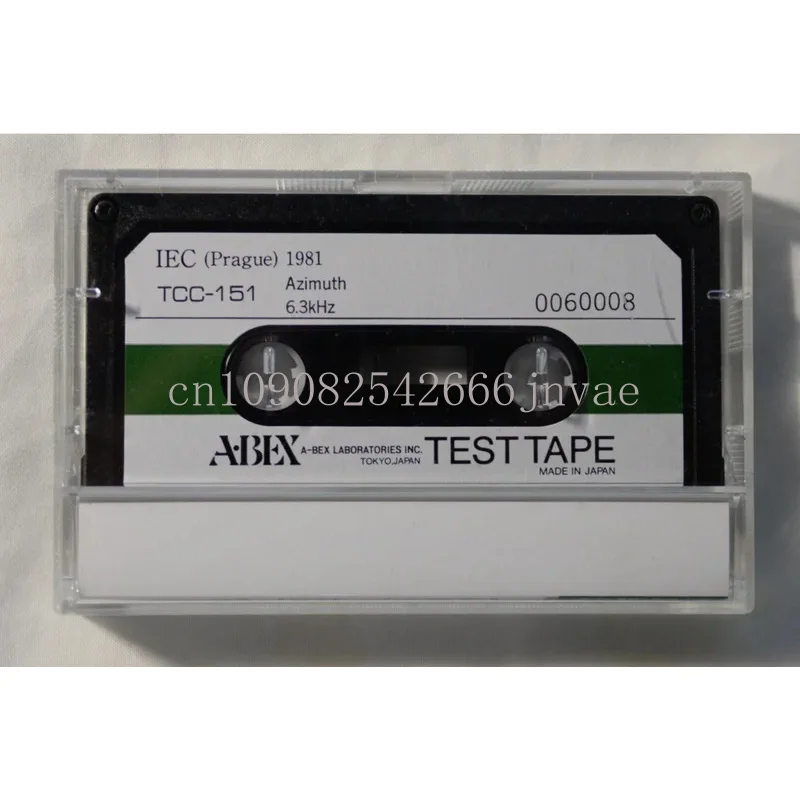 IEC (Prague) 1981
TCC-151 Azimuth
6.3kHz
0060008
cn109082542666jnvae
A·BEX A-BEX LABORATORIES INC. TEST TAPE
TOKYO, JAPAN MADE IN JAPAN